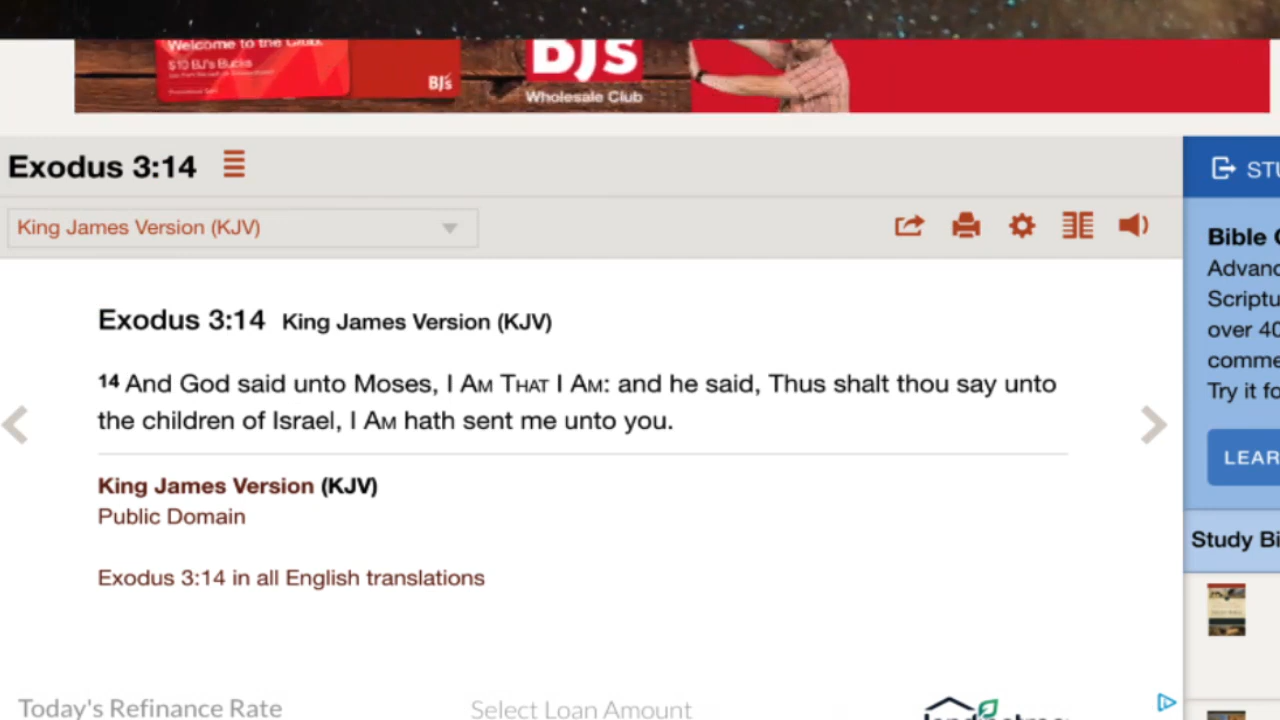 Welcome to the Club.
$10 BJ's Bucks
BJ's
BJ's
Wholesale Club
Exodus 3:14
STU
King James Version (KJV)
Bible
Advanc
Scriptu
over 40
comme
Try it fo
LEAR
Study Bi
Exodus 3:14 King James Version (KJV)
14 And God said unto Moses, I AM THAT I AM: and he said, Thus shalt thou say unto
the children of Israel, I AM hath sent me unto you.
King James Version (KJV)
Public Domain
Exodus 3:14 in all English translations
Today's Refinance Rate
Select Loan Amount